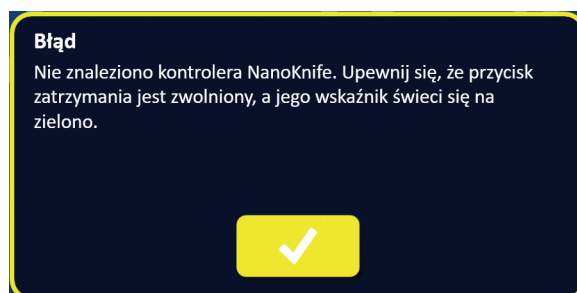 Błąd
Nie znaleziono kontrolera NanoKnife. Upewnij się, że przycisk
zatrzymania jest zwolniony, a jego wskaźnik świeci się na
zielono.